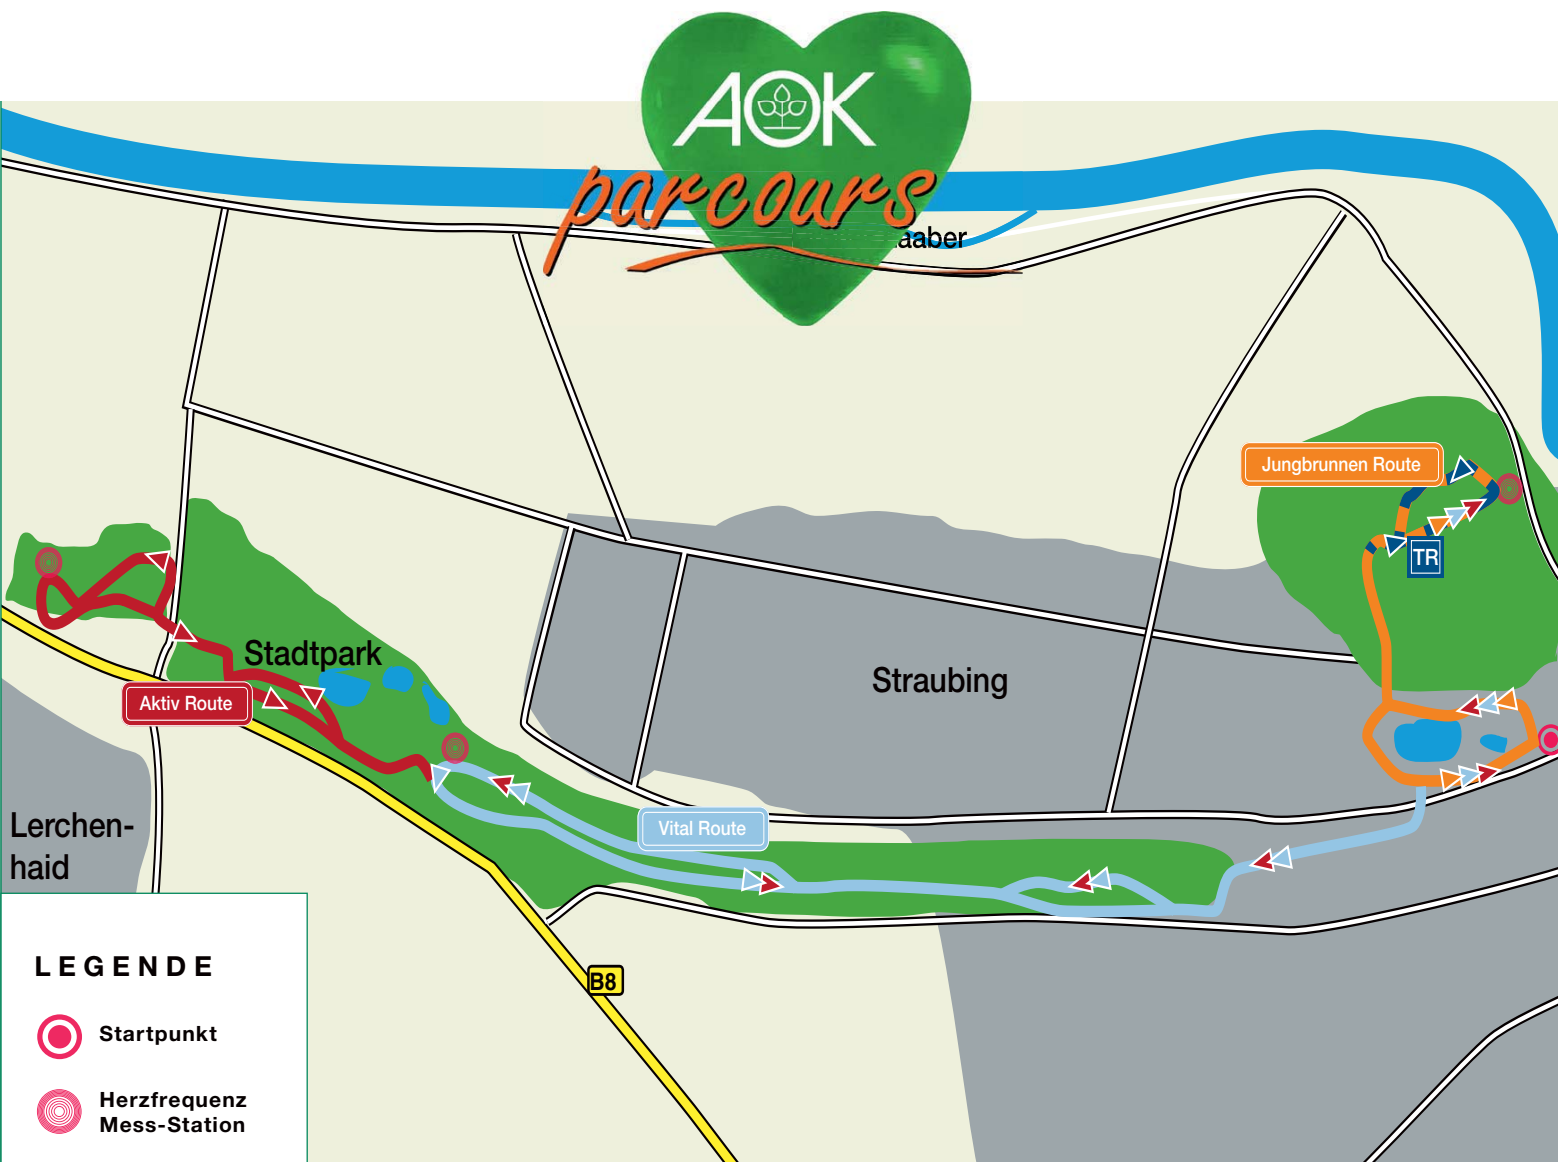 AOK
parcours
aaber
Jungbrunnen Route
TR
Stadtpark
Straubing
Aktiv Route
Vital Route
Lerchen-
haid
B8
LEGENDE
Startpunkt
Herzfrequenz
Mess-Station